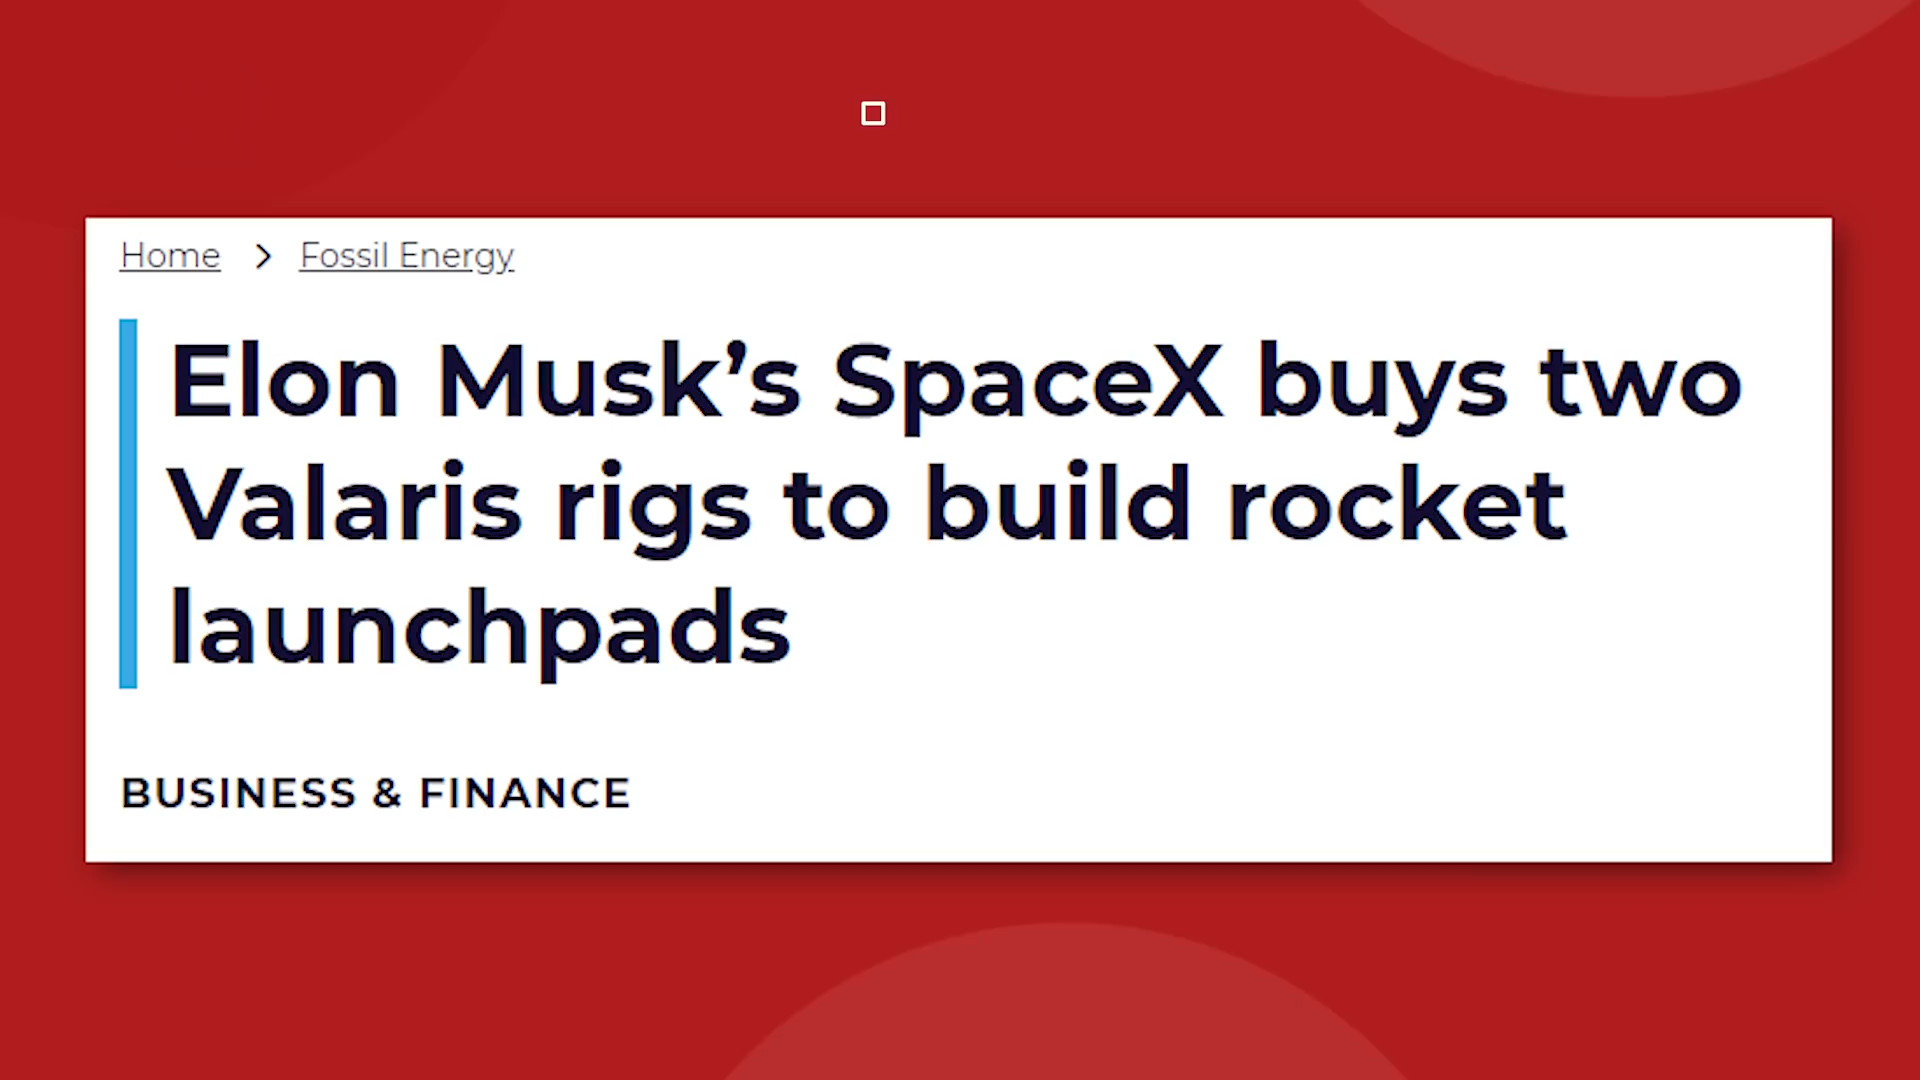 Home > Fossil Energy
Elon Musk’s SpaceX buys two
Valaris rigs to build rocket
launchpads
BUSINESS & FINANCE